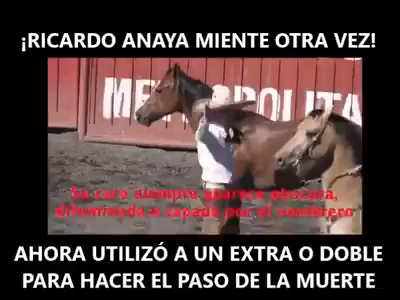 ¡RICARDO ANAYA MIENTE OTRA VEZ!
METROPOLITA
Su cara siempre aparece obscura,
difuminada o tapada por el sombrero
AHORA UTILIZÓ A UN EXTRA O DOBLE
PARA HACER EL PASO DE LA MUERTE